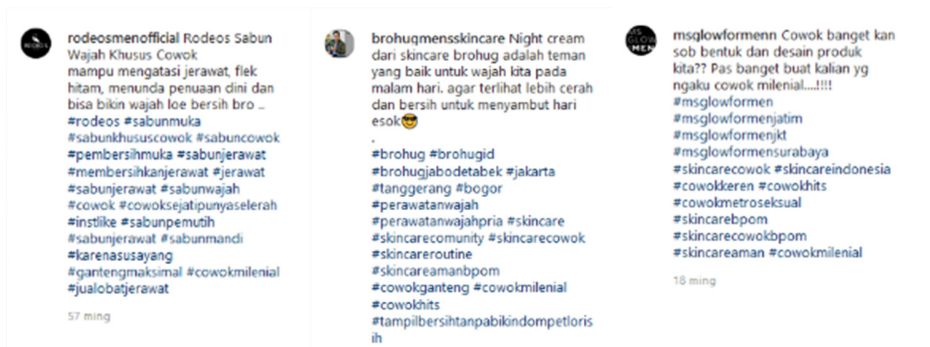 rodeosmenofficial Rodeos Sabun
Wajah Khusus Cowok
mampu mengatasi jerawat, flek
hitam, menunda penuaan dini dan
bisa bikin wajah loe bersih bro ..
#rodeos #sabunmuka
#sabunkhususcowok #sabuncowok
#pembersihmuka #sabunjerawat
#membersihkanjerawat #jerawat
#sabunjerawat #sabunwajah
#cowok #cowoksejatipunyaselerah
#instlike #sabunpemutih
#sabunjerawat #sabunmandi
#karenasusayang
#gantengmaksimal #cowokmilenial
#jualobatjerawat
57 ming
brohugmensskincare Night cream
dari skincare brohug adalah teman
yang baik untuk wajah kita pada
malam hari. agar terlihat lebih cerah
dan bersih untuk menyambut hari
esok😎
.
#brohug #brohugid
#brohugjabodetabek #jakarta
#tanggerang #bogor
#perawatanwajah
#perawatanwajahpria #skincare
#skincarecomunity #skincarecowok
#skincareroutine
#skincareamanbpom
#cowokganteng #cowokmilenial
#cowokhits
#tampilbersihtanpabikindompetloris
ih
MS
GLOW
MEN
msglowformenn Cowok banget kan
sob bentuk dan desain produk
kita?? Pas banget buat kalian yg
ngaku cowok milenial....!!!!
#msglowformen
#msglowformenjatim
#msglowformenjkt
#msglowformensurabaya
#skincarecowok #skincareindonesia
#cowokkeren #cowokhits
#cowokmetroseksual
#skincarebpom
#skincarecowokbpom
#skincareaman #cowokmilenial
18 ming